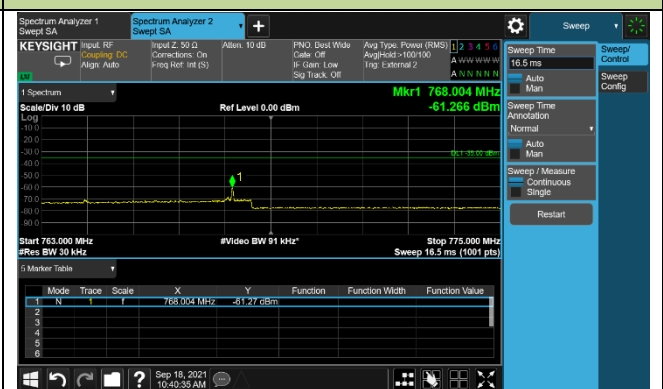 Spectrum Analyzer 1
Swept SA
Spectrum Analyzer 2
Swept SA
+
Sweep
KEYSIGHT
Input: RF
Coupling: DC
Align: Auto
Input Z: 50 Ω
Corrections: On
Freq Ref: Int (S)
Atten: 10 dB
PNO: Best Wide
Gate: Off
IF Gain: Low
Sig Track: Off
Avg Type: Power (RMS)
Avg|Hold:>100/100
Trig: External 2
1 2 3 4 5 6
A W W W W W
A N N N N N
LW
1 Spectrum
Scale/Div 10 dB
Ref Level 0.00 dBm
Mkr1 768.004 MHz
-61.266 dBm
Log
-10.0
-20.0
-30.0
-40.0
-50.0
-60.0
-70.0
-80.0
-90.0
DL1 -35.00 dBm
1
Start 763.000 MHz
#Video BW 91 kHz*
Stop 775.000 MHz
#Res BW 30 kHz
Sweep 16.5 ms (1001 pts)
5 Marker Table
Mode Trace Scale X Y Function Function Width Function Value
1 N 1 f 768.004 MHz -61.27 dBm
2
3
4
5
6
Sweep Time
16.5 ms
Auto
Man
Sweep Time
Annotation
Normal
Auto
Man
Sweep / Measure
Continuous
Single
Restart
Sweep/
Control
Sweep
Config
?
Sep 18, 2021
10:40:35 AM